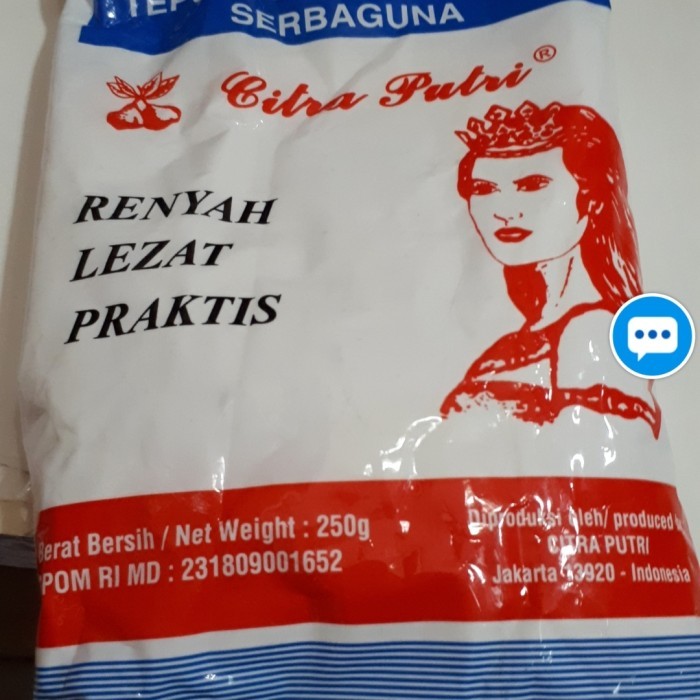 SERBAGUNA
Citra Putri ®
RENYAH
LEZAT
PRAKTIS
Berat Bersih / Net Weight : 250g
POM RI MD : 231809001652
Diproduksi oleh/ produced
CITRA PUTRI
Jakarta 13920 - Indonesia